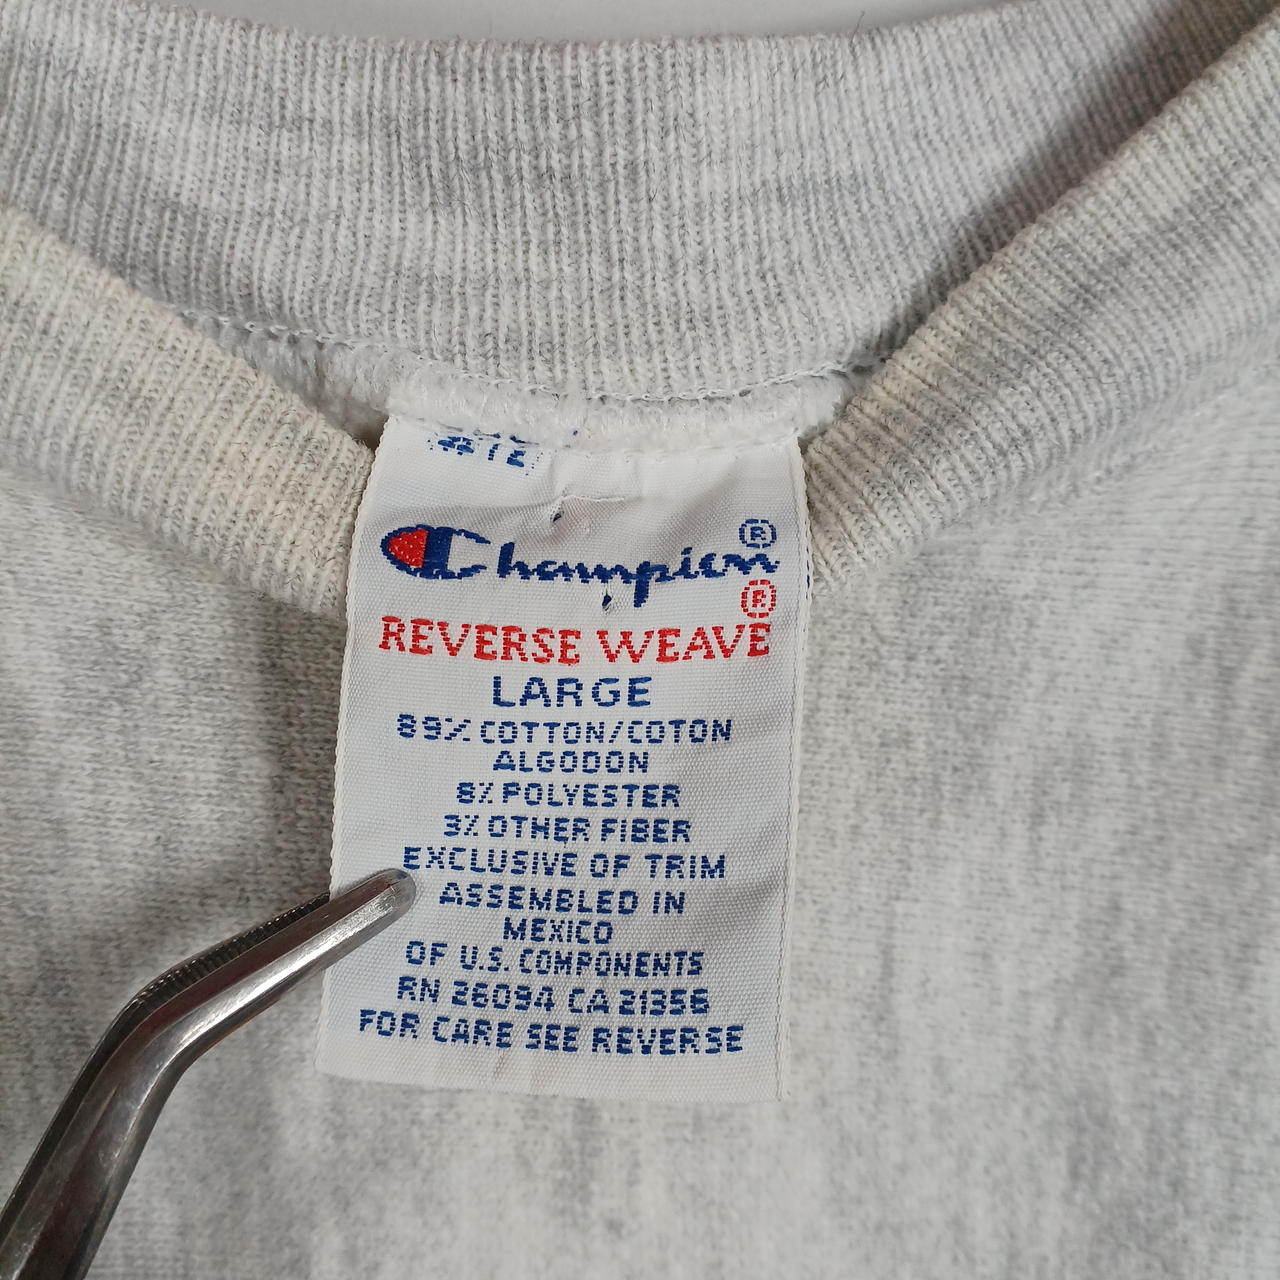 Champion®
REVERSE WEAVE®
LARGE
89% COTTON/COTON
ALGODON
8% POLYESTER
3% OTHER FIBER
EXCLUSIVE OF TRIM
ASSEMBLED IN
MEXICO
OF U.S. COMPONENTS
RN 26094 CA 21356
FOR CARE SEE REVERSE